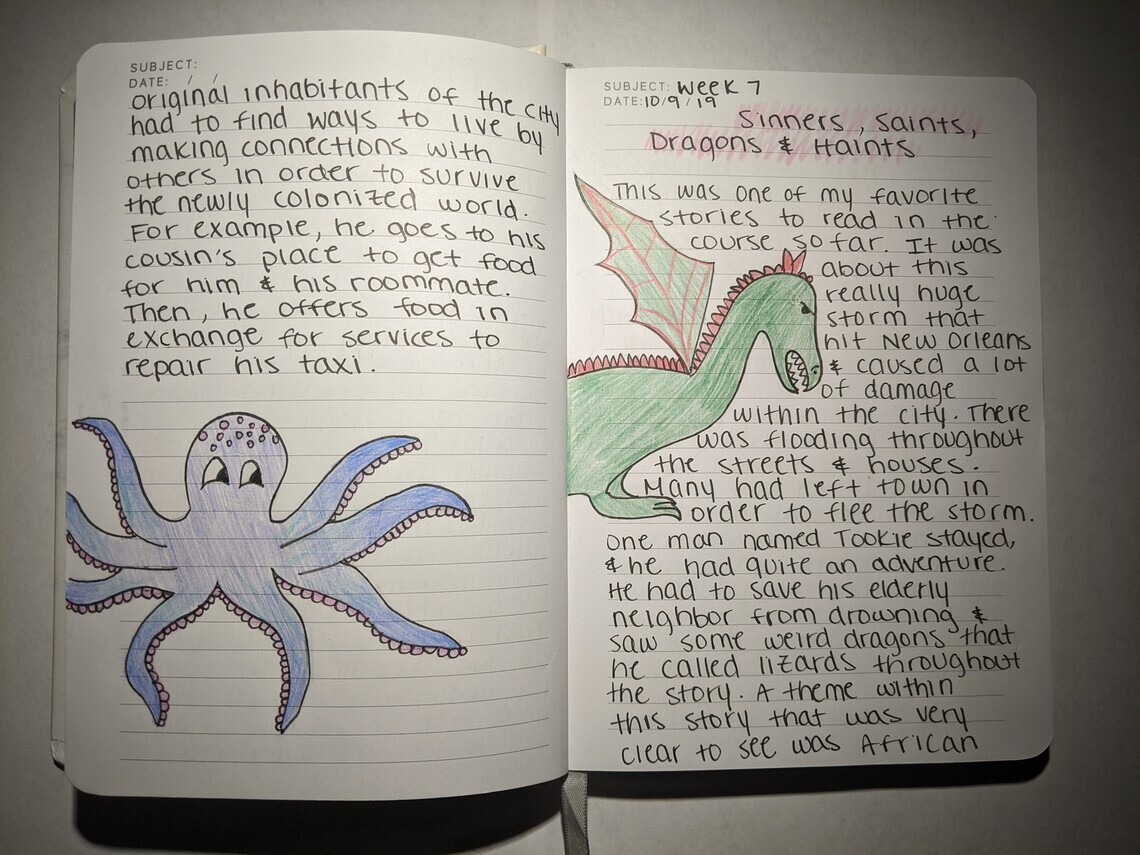 SUBJECT:
DATE: / /
original inhabitants of the city
had to find ways to live by
making connections with
others in order to survive
the newly colonized world.
For example, he goes to his
cousin's place to get food
for him & his roommate.
Then, he offers food in
exchange for services to
repair his taxi.
SUBJECT: Week 7
DATE: 10/9/19
Sinners, Saints,
Dragons & Haints
This was one of my favorite
stories to read in the
course so far. It was
about this
really huge
storm that
hit New Orleans
& caused a lot
of damage
within the city. There
was flooding throughout
the streets & houses.
Many had left town in
order to flee the storm.
One man named Tookie stayed,
& he had quite an adventure.
He had to save his elderly
neighbor from drowning &
saw some weird dragons that
he called lizards throughout
the story. A theme within
this story that was very
clear to see was African